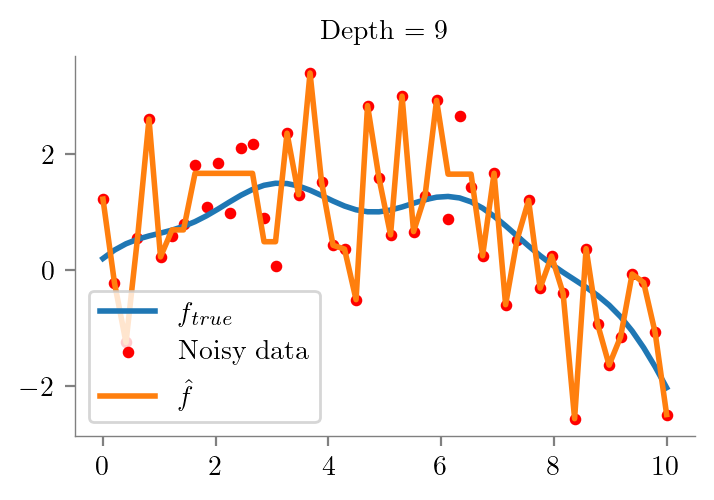 Depth = 9
2
0
−2
f_true
Noisy data
f̂
0 2 4 6 8 10